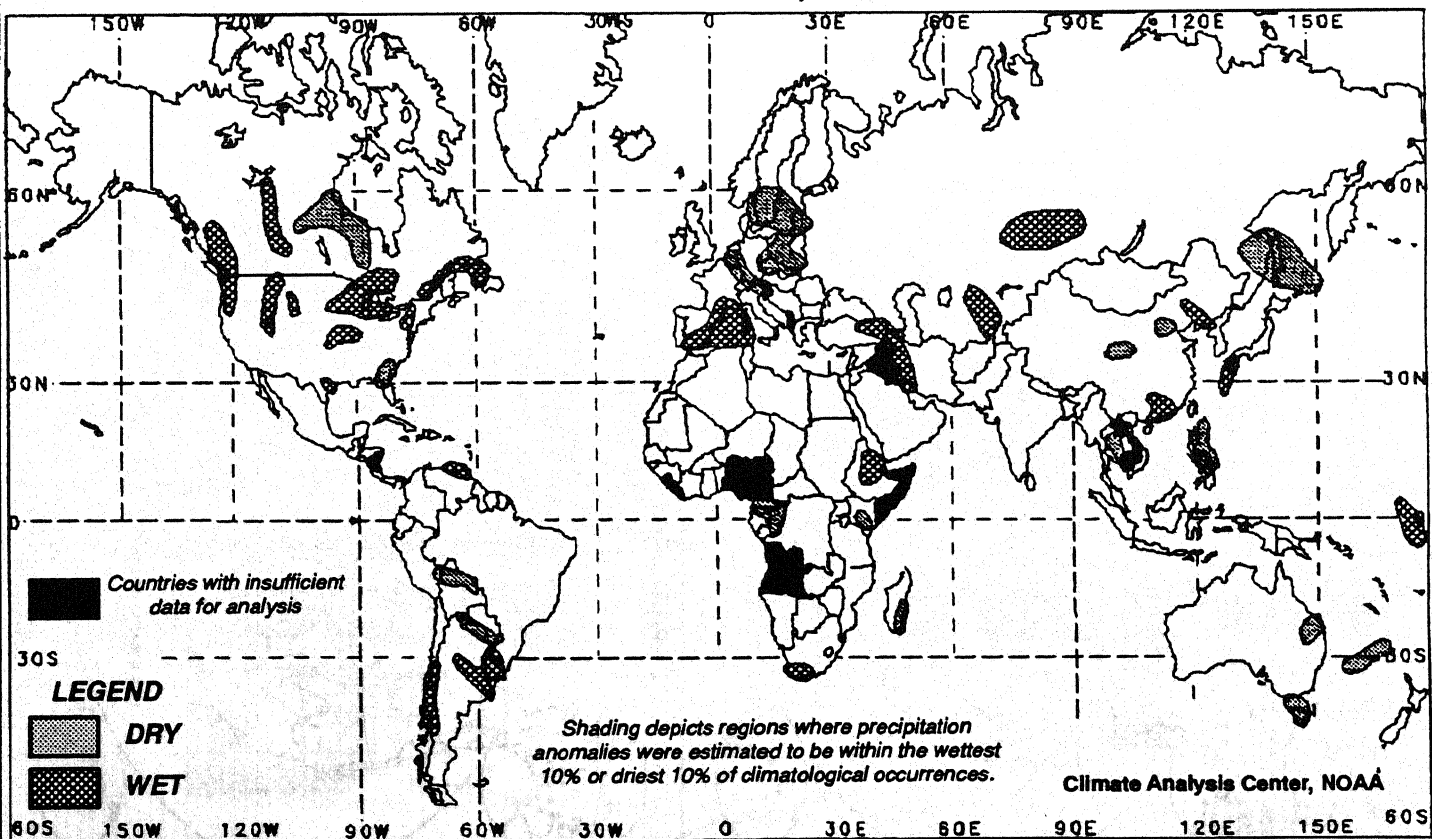 150W 120W 90W 60W 30W 0 30E 60E 90E 120E 150E
60N 60N
30N 30N
0
Countries with insufficient
data for analysis
30S 30S
LEGEND
DRY
WET
Shading depicts regions where precipitation
anomalies were estimated to be within the wettest
10% or driest 10% of climatological occurrences.
Climate Analysis Center, NOAA
60S 150W 120W 90W 60W 30W 0 30E 60E 90E 120E 150E 60S